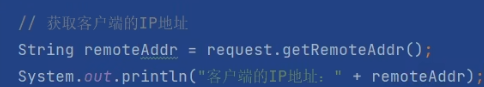 // 获取客户端的IP地址
String remoteAddr = request.getRemoteAddr();
System.out.println("客户端的IP地址：" + remoteAddr);